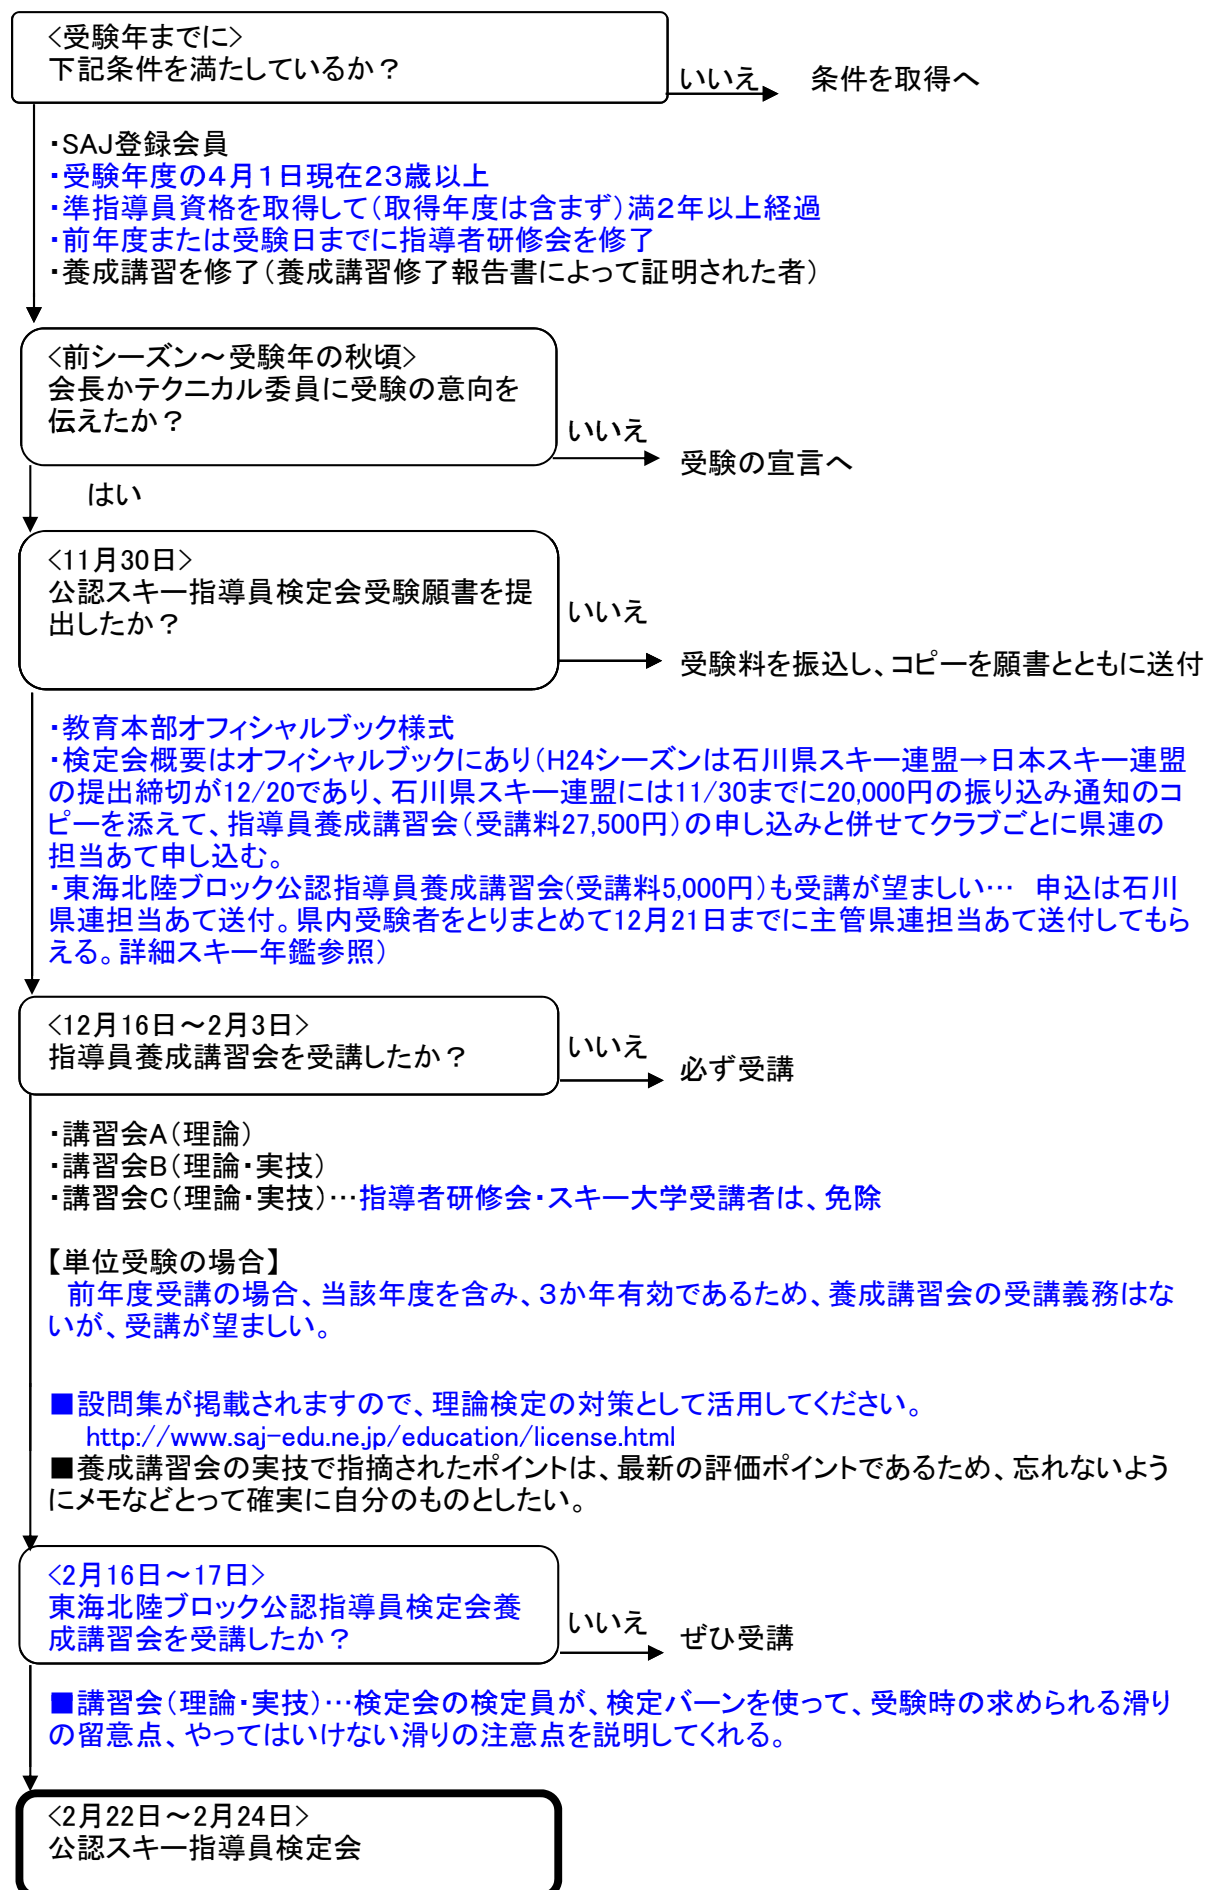 <受験年までに>
下記条件を満たしているか？
いいえ
条件を取得へ
・SAJ登録会員
・受験年度の４月１日現在２３歳以上
・準指導員資格を取得して（取得年度は含まず）満２年以上経過
・前年度または受験日までに指導者研修会を修了
・養成講習を修了（養成講習修了報告書によって証明された者）
<前シーズン～受験年の秋頃>
会長かテクニカル委員に受験の意向を
伝えたか？
いいえ
受験の宣言へ
はい
<11月30日>
公認スキー指導員検定会受験願書を提
出したか？
いいえ
受験料を振込し、コピーを願書とともに送付
・教育本部オフィシャルブック様式
・検定会概要はオフィシャルブックにあり（H24シーズンは石川県スキー連盟→日本スキー連盟
の提出締切が12/20であり、石川県スキー連盟には11/30までに20,000円の振り込み通知のコ
ピーを添えて、指導員養成講習会（受講料27,500円）の申し込みと併せてクラブごとに県連の
担当あて申し込む。
・東海北陸ブロック公認指導員養成講習会(受講料5,000円）も受講が望ましい…　申込は石川
県連担当あて送付。県内受験者をとりまとめて12月21日までに主管県連担当あて送付してもら
える。詳細スキー年鑑参照）
<12月16日～2月3日>
指導員養成講習会を受講したか？
いいえ
必ず受講
・講習会A（理論）
・講習会B（理論・実技）
・講習会C（理論・実技）…指導者研修会・スキー大学受講者は、免除
【単位受験の場合】
前年度受講の場合、当該年度を含み、３か年有効であるため、養成講習会の受講義務はな
いが、受講が望ましい。
■設問集が掲載されますので、理論検定の対策として活用してください。
http://www.saj-edu.ne.jp/education/license.html
■養成講習会の実技で指摘されたポイントは、最新の評価ポイントであるため、忘れないよう
にメモなどとって確実に自分のものとしたい。
<2月16日～17日>
東海北陸ブロック公認指導員検定会養
成講習会を受講したか？
いいえ
ぜひ受講
■講習会（理論・実技）…検定会の検定員が、検定バーンを使って、受験時の求められる滑り
の留意点、やってはいけない滑りの注意点を説明してくれる。
<2月22日～2月24日>
公認スキー指導員検定会